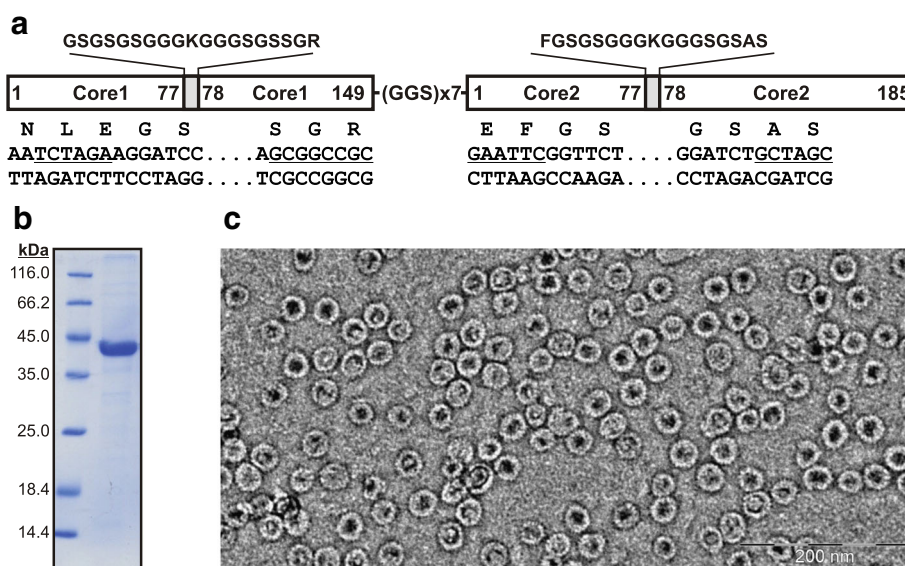 a
GSGSGSGGGKGGGSGSSGR FGSGSGGGKGGGSGSAS
1 Core1 77 78 Core1 149 -(GGS)x7- 1 Core2 77 78 Core2 185
N L E G S S G R E F G S G S A S
AATCTAGAAGGATCC....AGCGGCCGC GAATTCGGTTCT....GGATCTGCTAGC
TTAGATCTTCCTAGG....TCGCCGGCG CTTAAGCCAAGA....CCTAGACGATCG
b
kDa
116.0
66.2
45.0
35.0
25.0
18.4
14.4
c
200 nm